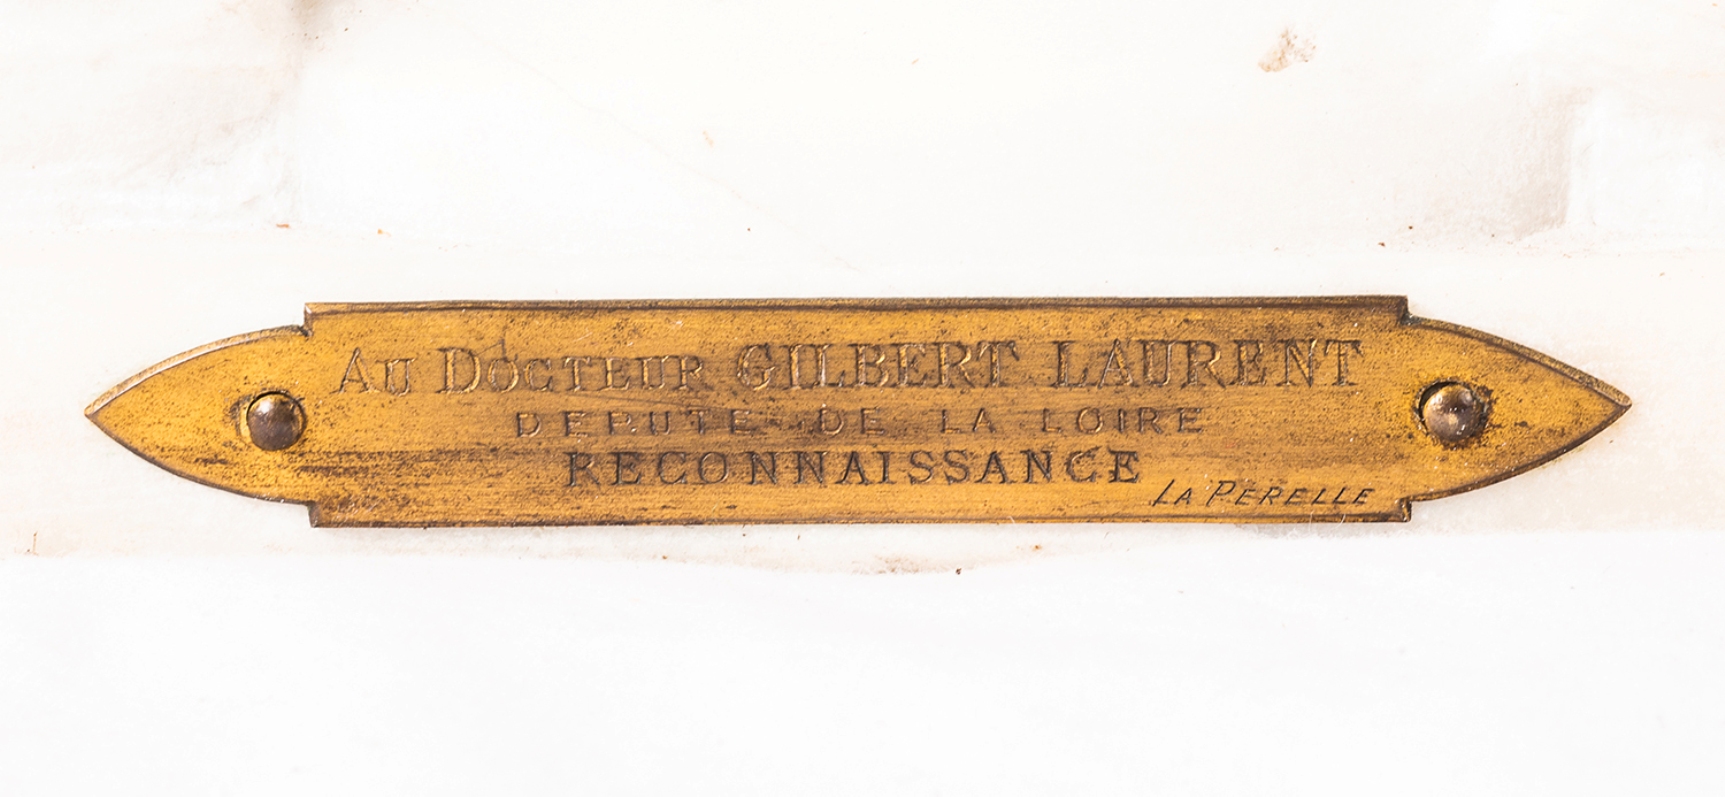 AU DOCTEUR GILBERT LAURENT
DEPUTE DE LA LOIRE
RECONNAISSANCE
LA PERELLE